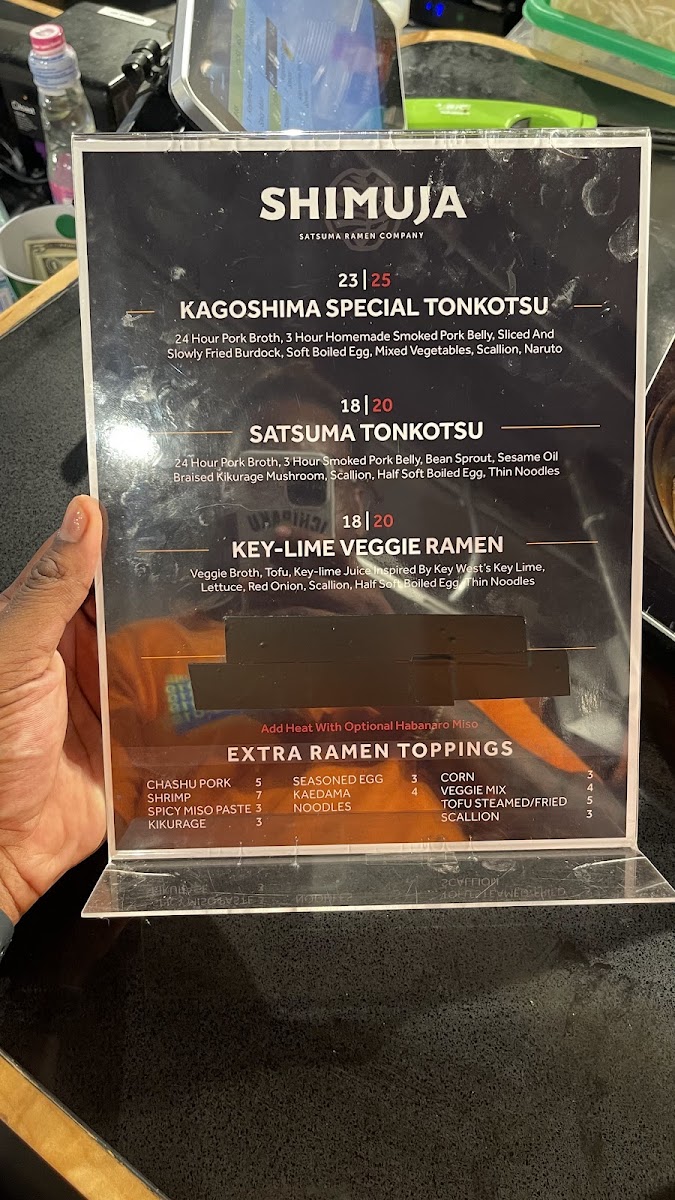 SHIMUJA
SATSUMA RAMEN COMPANY
23 | 25
KAGOSHIMA SPECIAL TONKOTSU
24 Hour Pork Broth, 3 Hour Homemade Smoked Pork Belly, Sliced And
Slowly Fried Burdock, Soft Boiled Egg, Mixed Vegetables, Scallion, Naruto
18 | 20
SATSUMA TONKOTSU
24 Hour Pork Broth, 3 Hour Smoked Pork Belly, Bean Sprout, Sesame Oil
Braised Kikurage Mushroom, Scallion, Half Soft Boiled Egg, Thin Noodles
18 | 20
KEY-LIME VEGGIE RAMEN
Veggie Broth, Tofu, Key-lime Juice Inspired By Key West's Key Lime,
Lettuce, Red Onion, Scallion, Half Soft Boiled Egg, Thin Noodles
Add Heat With Optional Habanaro Miso
EXTRA RAMEN TOPPINGS
CHASHU PORK 5
SHRIMP 7
SPICY MISO PASTE 3
KIKURAGE 3
SEASONED EGG 3
KAEDAMA 4
NOODLES
CORN 3
VEGGIE MIX 4
TOFU STEAMED/FRIED 5
SCALLION 3